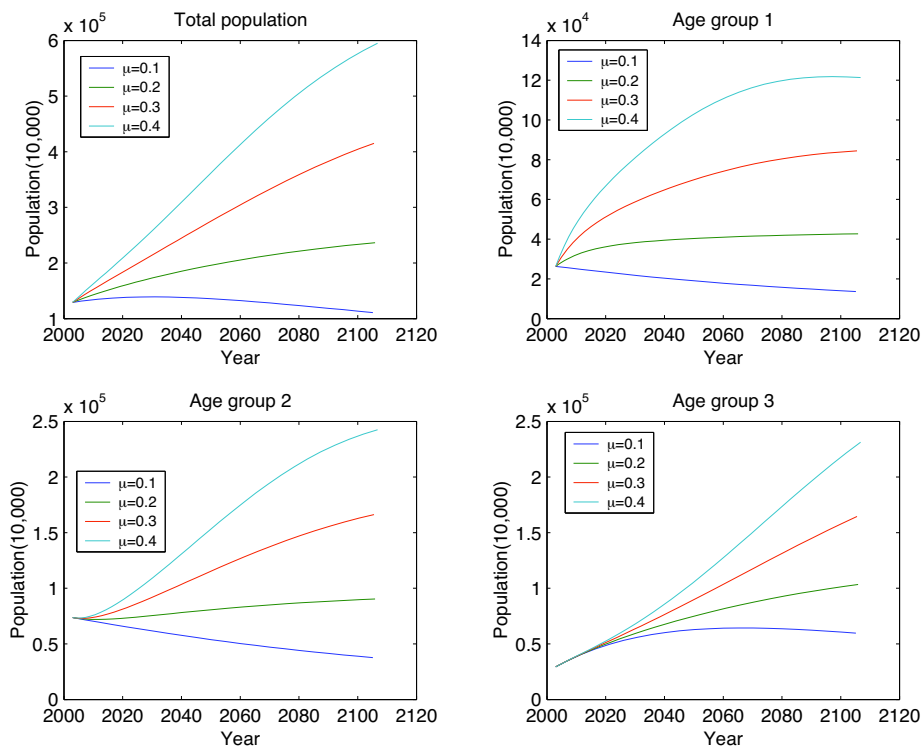 Total population
x 10^5
Population(10,000)
6
5
4
3
2
1
μ=0.1
μ=0.2
μ=0.3
μ=0.4
2000 2020 2040 2060 2080 2100 2120
Year
Age group 1
x 10^4
Population(10,000)
14
12
10
8
6
4
2
0
μ=0.1
μ=0.2
μ=0.3
μ=0.4
2000 2020 2040 2060 2080 2100 2120
Year
Age group 2
x 10^5
Population(10,000)
2.5
2
1.5
1
0.5
0
μ=0.1
μ=0.2
μ=0.3
μ=0.4
2000 2020 2040 2060 2080 2100 2120
Year
Age group 3
x 10^5
Population(10,000)
2.5
2
1.5
1
0.5
0
μ=0.1
μ=0.2
μ=0.3
μ=0.4
2000 2020 2040 2060 2080 2100 2120
Year